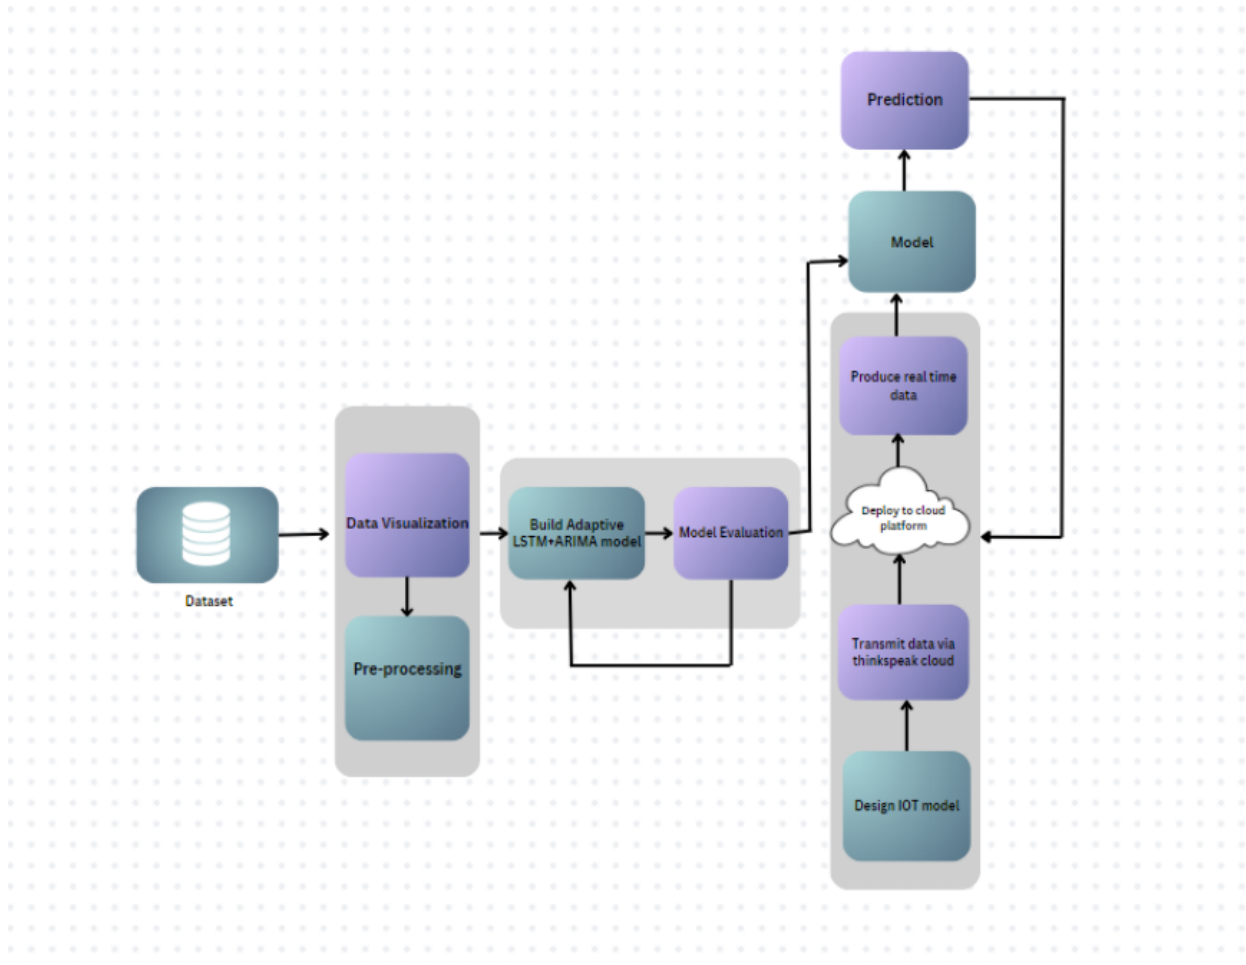 Prediction
Model
Produce real time
data
Data Visualization
Build Adaptive
LSTM+ARIMA model
Model Evaluation
Deploy to cloud
platform
Dataset
Pre-processing
Transmit data via
thinkspeak cloud
Design IOT model